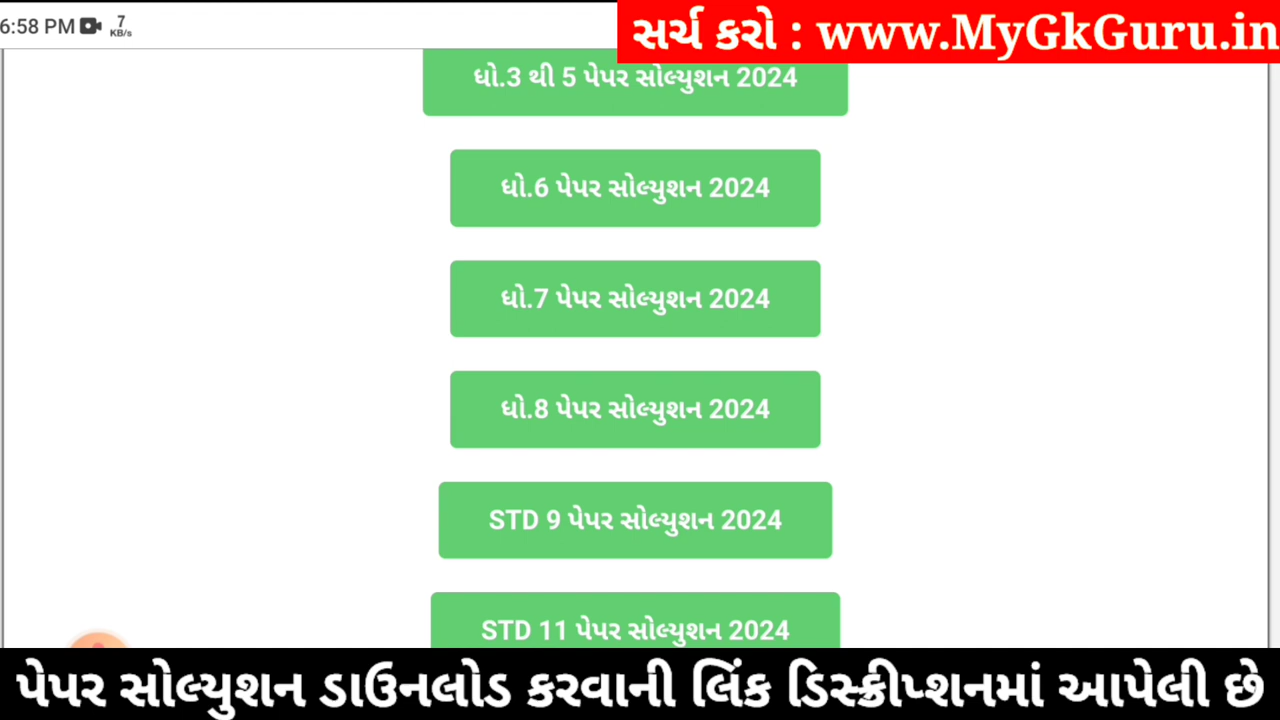 6:58 PM 7 KB/s
સર્ચ કરો : www.MyGkGuru.in
ધો.3 થી 5 પેપર સોલ્યુશન 2024
ધો.6 પેપર સોલ્યુશન 2024
ધો.7 પેપર સોલ્યુશન 2024
ધો.8 પેપર સોલ્યુશન 2024
STD 9 પેપર સોલ્યુશન 2024
STD 11 પેપર સોલ્યુશન 2024
પેપર સોલ્યુશન ડાઉનલોડ કરવાની લિંક ડિસ્ક્રીપ્શનમાં આપેલી છે